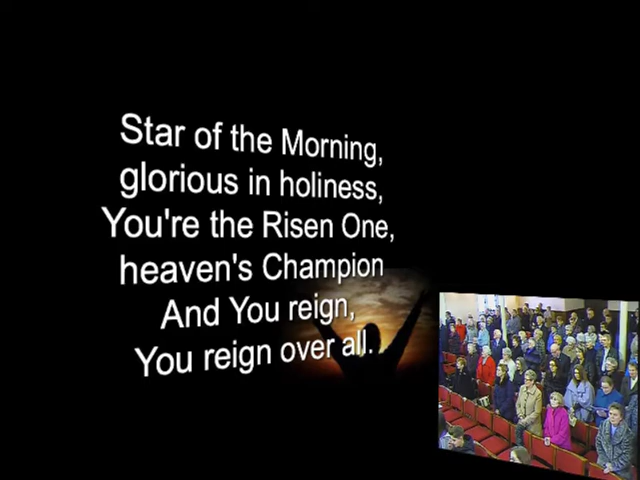 Star of the Morning,
glorious in holiness,
You're the Risen One,
heaven's Champion
And You reign,
You reign over all..